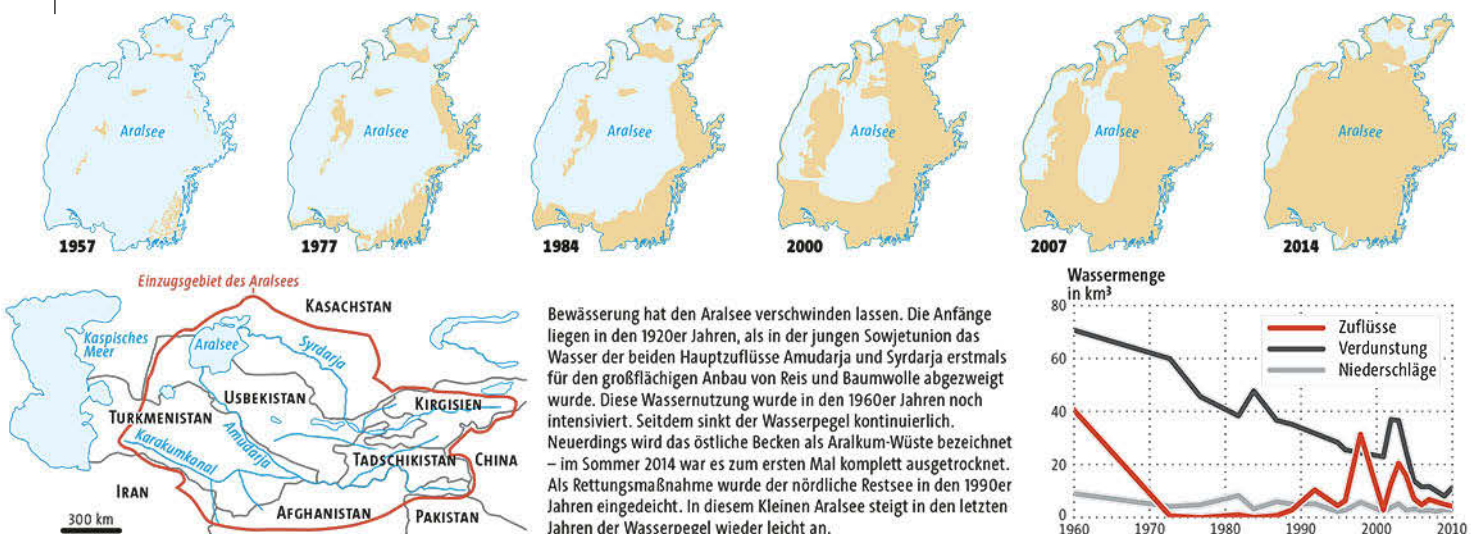 Aralsee
1957
Aralsee
1977
Aralsee
1984
Aralsee
2000
Aralsee
2007
Aralsee
2014
Einzugsgebiet des Aralsees
KASACHSTAN
Kaspisches
Meer
Aralsee
Syrdarja
USBEKISTAN
KIRGISIEN
TURKMENISTAN
Karakumkanal
Amudarja
TADSCHIKISTAN
CHINA
IRAN
AFGHANISTAN
PAKISTAN
300 km
Bewässerung hat den Aralsee verschwinden lassen. Die Anfänge
liegen in den 1920er Jahren, als in der jungen Sowjetunion das
Wasser der beiden Hauptzuflüsse Amudarja und Syrdarja erstmals
für den großflächigen Anbau von Reis und Baumwolle abgezweigt
wurde. Diese Wassernutzung wurde in den 1960er Jahren noch
intensiviert. Seitdem sinkt der Wasserpegel kontinuierlich.
Neuerdings wird das östliche Becken als Aralkum-Wüste bezeichnet
– im Sommer 2014 war es zum ersten Mal komplett ausgetrocknet.
Als Rettungsmaßnahme wurde der nördliche Restsee in den 1990er
Jahren eingedeicht. In diesem Kleinen Aralsee steigt in den letzten
Jahren der Wasserpegel wieder leicht an.
Wassermenge
in km³
80
60
40
20
0
Zuflüsse
Verdunstung
Niederschläge
1960 1970 1980 1990 2000 2010